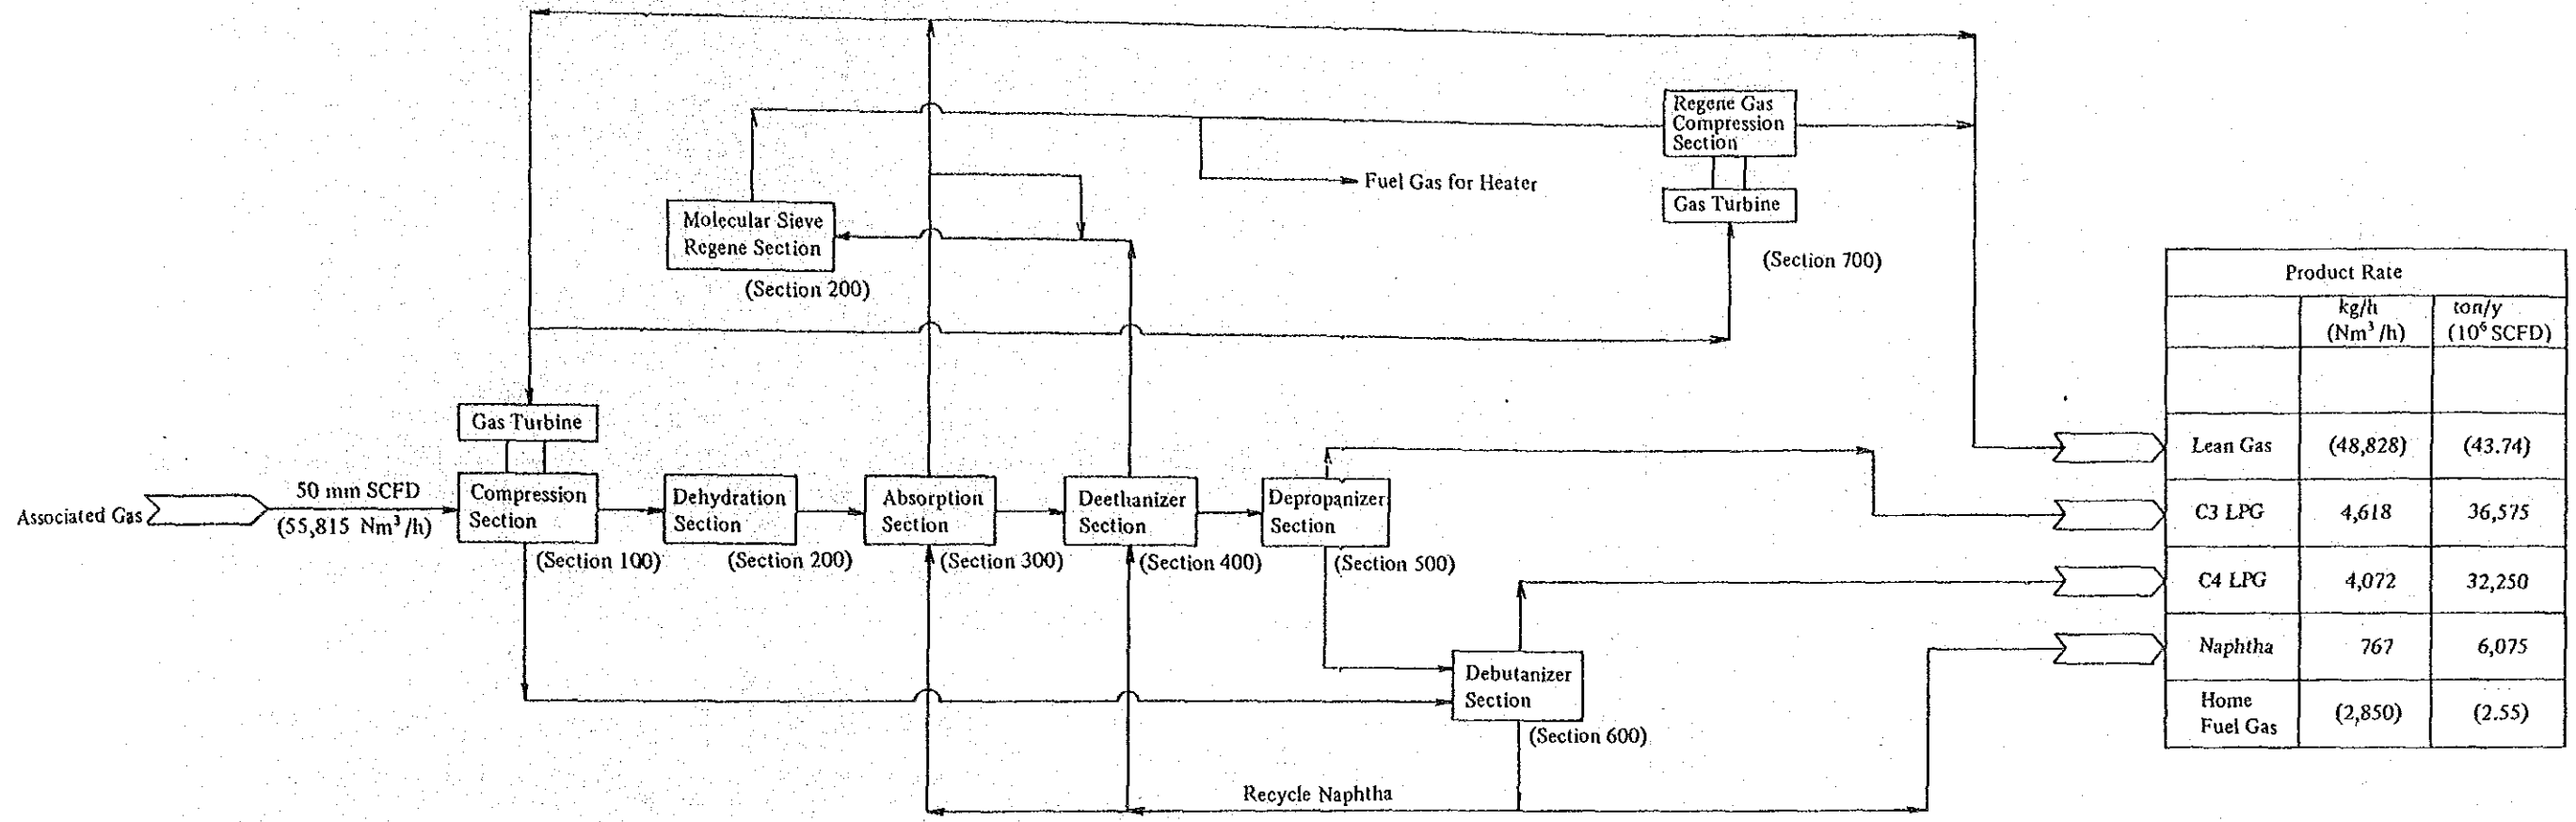 Regene Gas
Compression
Section
Fuel Gas for Heater
Gas Turbine
Molecular Sieve
Regene Section
(Section 200)
(Section 700)
Gas Turbine
Associated Gas
50 mm SCFD
(55,815 Nm³/h)
Compression
Section
(Section 100)
Dehydration
Section
(Section 200)
Absorption
Section
(Section 300)
Deethanizer
Section
(Section 400)
Depropanizer
Section
(Section 500)
Debutanizer
Section
(Section 600)
Recycle Naphtha
Product Rate
kg/h ton/y
(Nm³/h) (10⁶ SCFD)
Lean Gas (48,828) (43.74)
C3 LPG 4,618 36,575
C4 LPG 4,072 32,250
Naphtha 767 6,075
Home
Fuel Gas (2,850) (2.55)